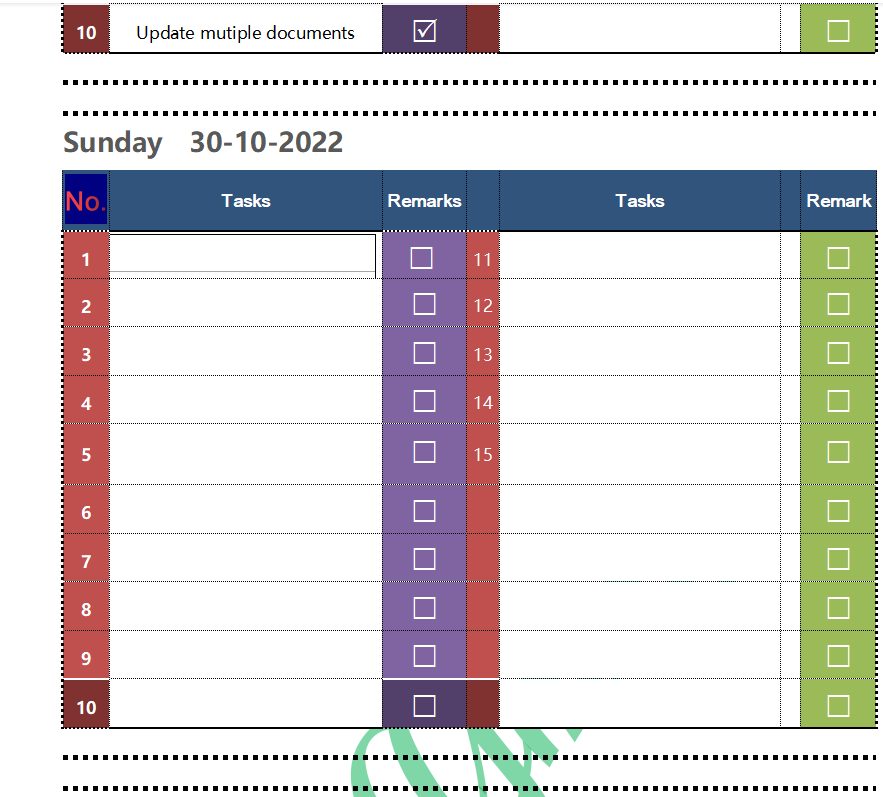 10 Update mutiple documents ☑ ☐
Sunday 30-10-2022
No. Tasks Remarks Tasks Remark
1 ☐ 11 ☐
2 ☐ 12 ☐
3 ☐ 13 ☐
4 ☐ 14 ☐
5 ☐ 15 ☐
6 ☐ ☐
7 ☐ ☐
8 ☐ ☐
9 ☐ ☐
10 ☐ ☐